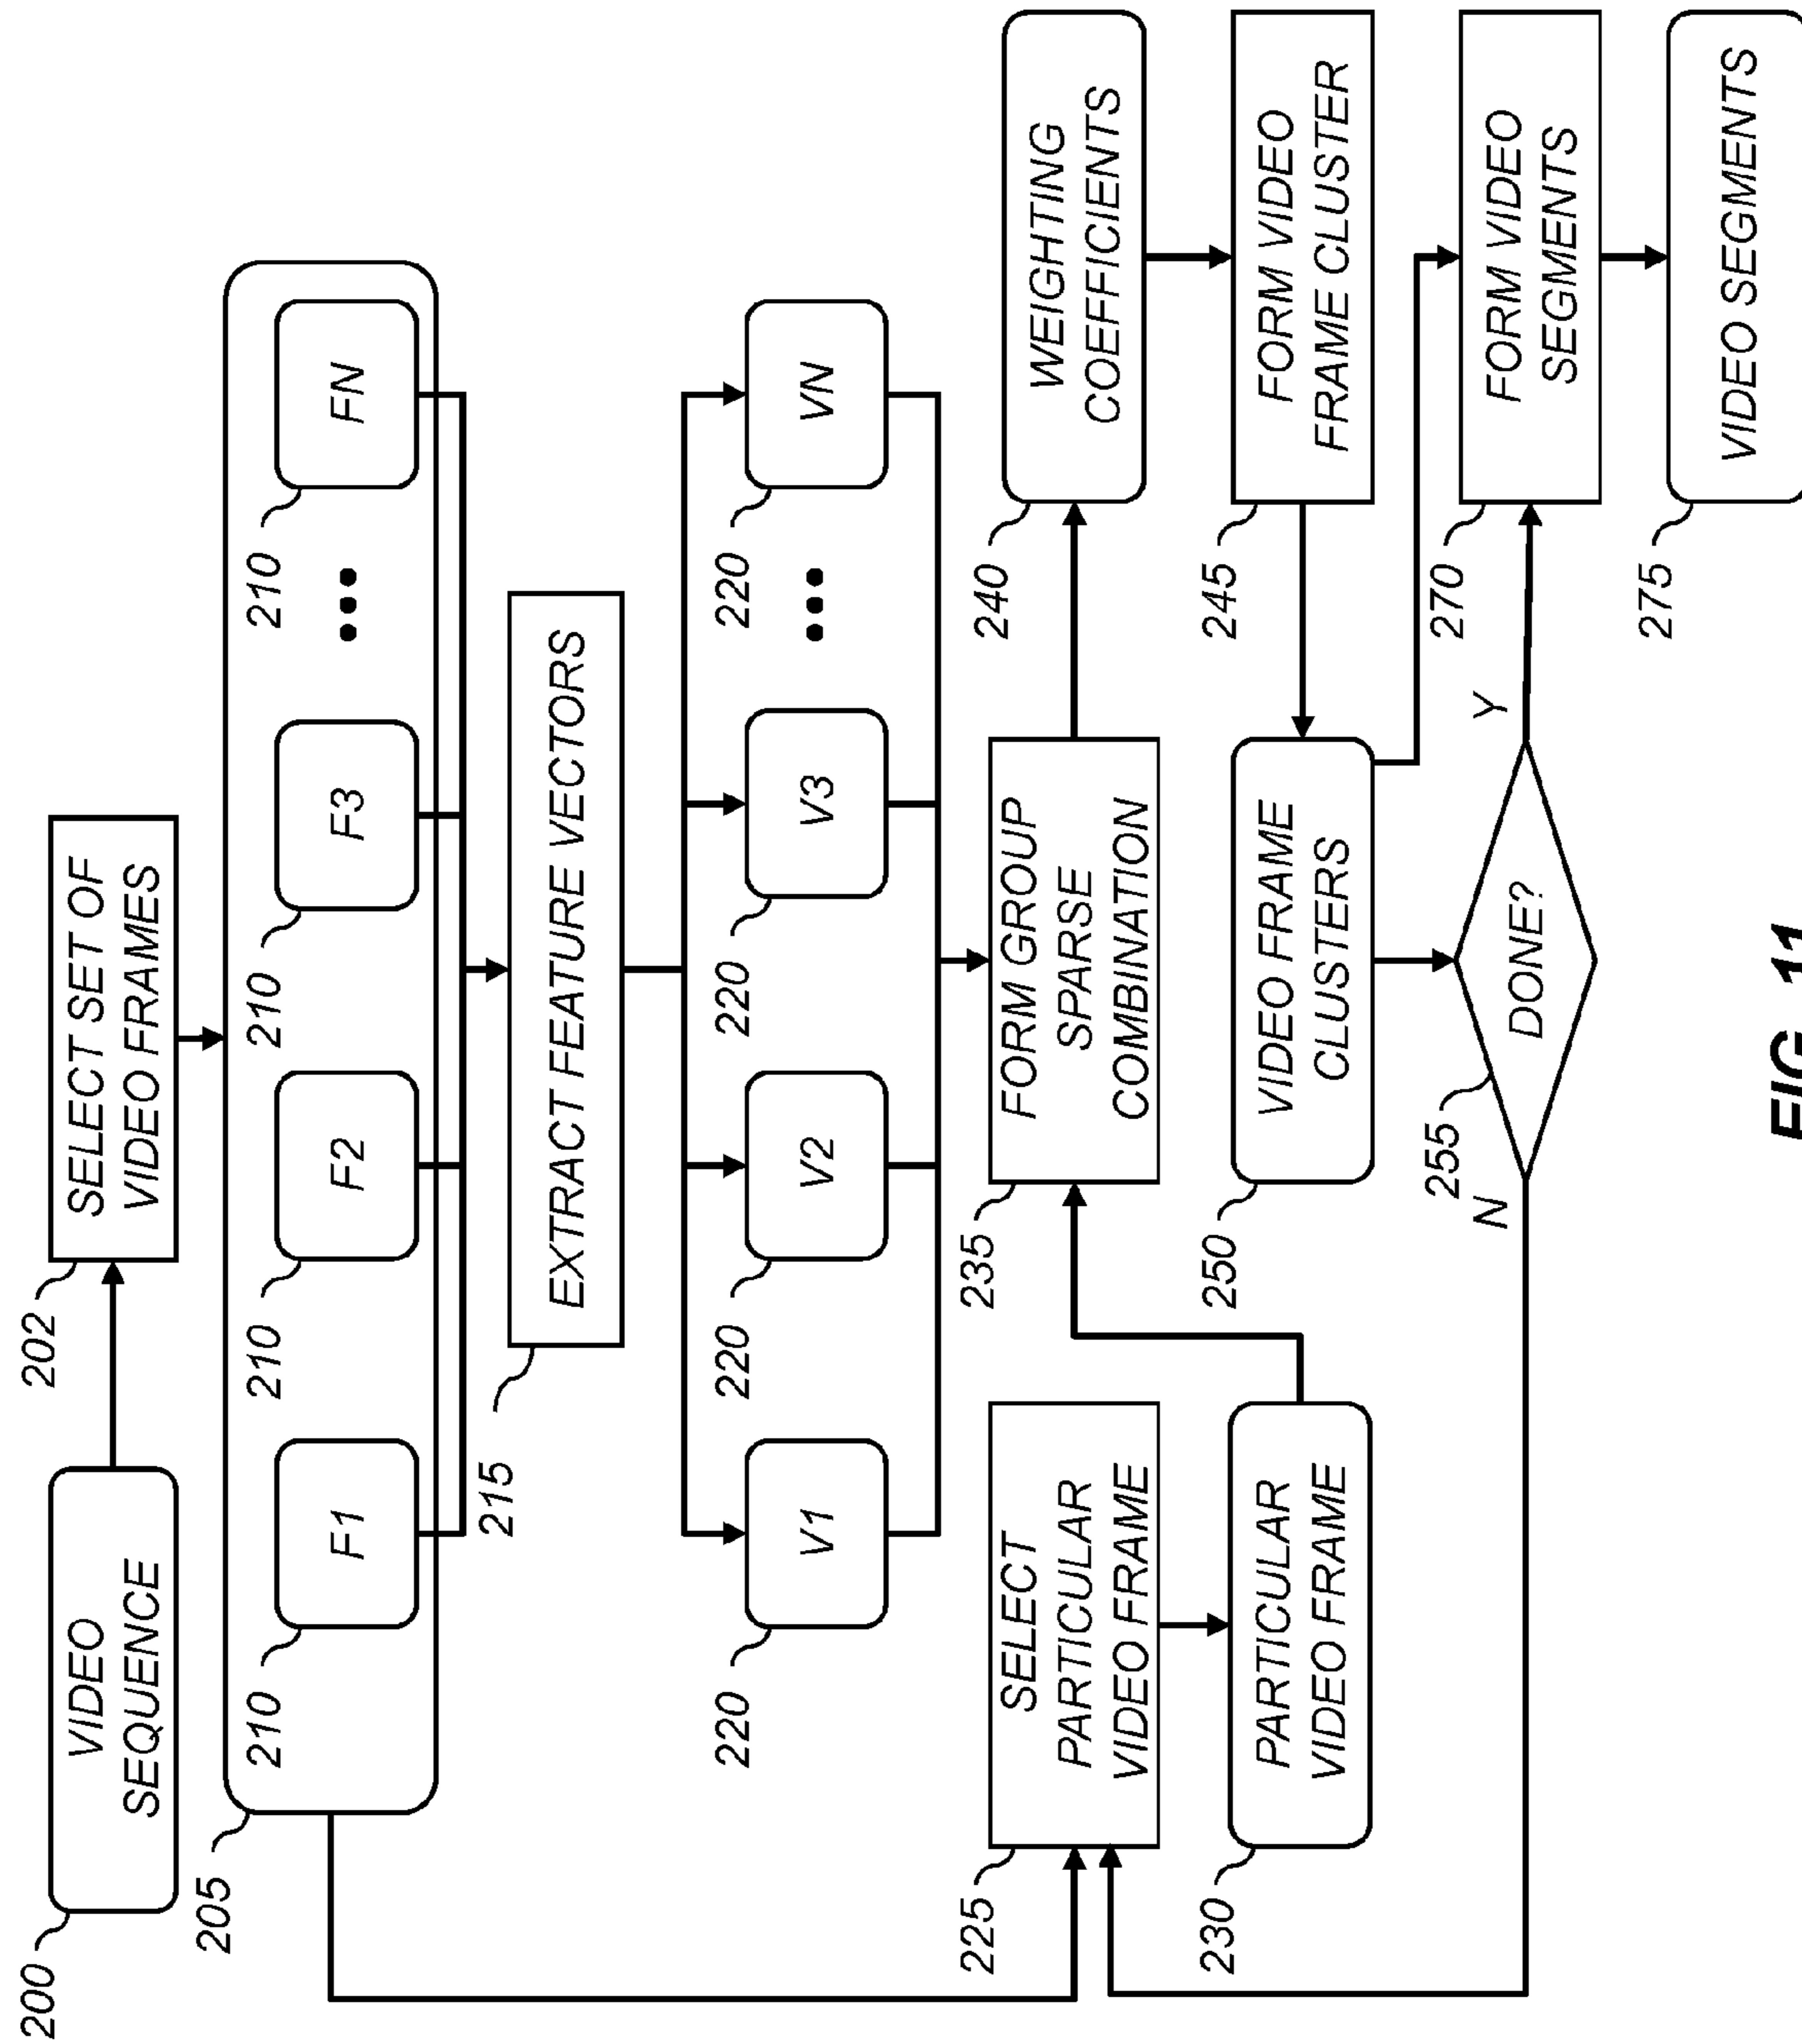 200
VIDEO
SEQUENCE
202
SELECT SET OF
VIDEO FRAMES
205
210
F1
210
F2
210
F3
•••
210
FN
215
EXTRACT FEATURE VECTORS
220
V1
220
V2
220
V3
•••
220
VN
225
SELECT
PARTICULAR
VIDEO FRAME
235
FORM GROUP
SPARSE
COMBINATION
240
WEIGHTING
COEFFICIENTS
230
PARTICULAR
VIDEO FRAME
250
VIDEO FRAME
CLUSTERS
245
FORM VIDEO
FRAME CLUSTER
255
N
DONE?
Y
270
FORM VIDEO
SEGMENTS
275
VIDEO SEGMENTS
FIG. 11